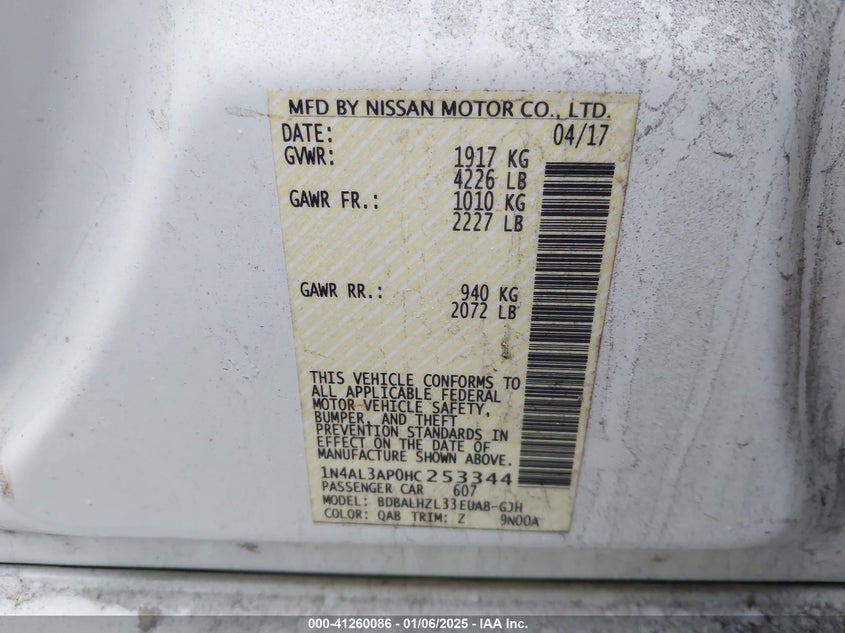 MFD BY NISSAN MOTOR CO., LTD.
DATE: 04/17
GVWR: 1917 KG
4226 LB
GAWR FR.: 1010 KG
2227 LB
GAWR RR.: 940 KG
2072 LB
THIS VEHICLE CONFORMS TO
ALL APPLICABLE FEDERAL
MOTOR VEHICLE SAFETY,
BUMPER, AND THEFT
PREVENTION STANDARDS IN
EFFECT ON THE DATE OF
MANUFACTURE SHOWN ABOVE.
1N4AL3AP0HC253344
PASSENGER CAR 607
MODEL: BDBALHZL33EUAB-GJH
COLOR: QAB TRIM: Z 9N00A
000-41260086 - 01/06/2025 - IAA Inc.